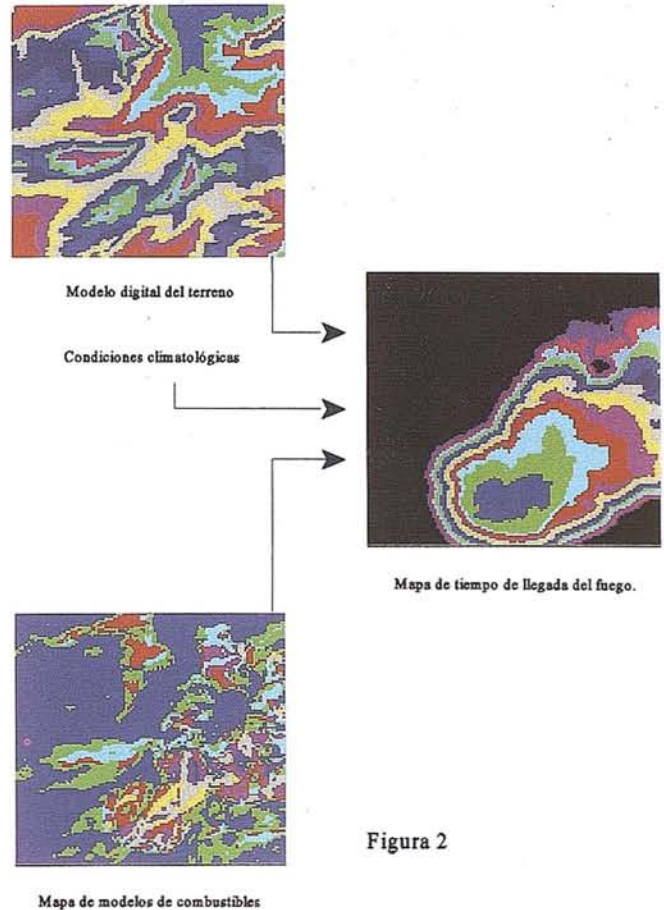 Modelo digital del terreno
Condiciones climatológicas
Mapa de tiempo de llegada del fuego.
Figura 2
Mapa de modelos de combustibles